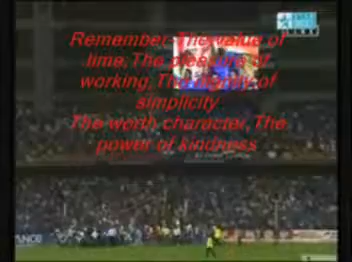 Remember-The value of
time,The pleasure of
working,The dignity of
simplicity
The worth character,The
power of kindness